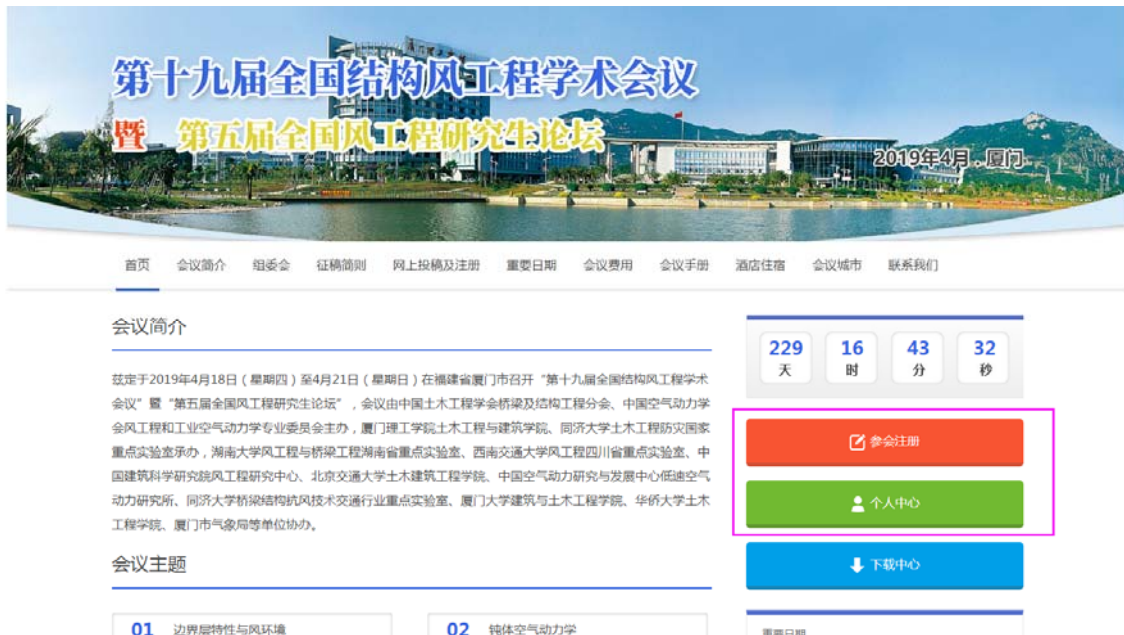 第十九届全国结构风工程学术会议
暨 第五届全国风工程研究生论坛
2019年4月 . 厦门
首页 会议简介 组委会 征稿简则 网上投稿及注册 重要日期 会议费用 会议手册 酒店住宿 会议城市 联系我们
会议简介
兹定于2019年4月18日（星期四）至4月21日（星期日）在福建省厦门市召开“第十九届全国结构风工程学术
会议”暨“第五届全国风工程研究生论坛”，会议由中国土木工程学会桥梁及结构工程分会、中国空气动力学
会风工程和工业空气动力学专业委员会主办，厦门理工学院土木工程与建筑学院、同济大学土木工程防灾国家
重点实验室承办，湖南大学风工程与桥梁工程湖南省重点实验室、西南交通大学风工程四川省重点实验室、中
国建筑科学研究院风工程研究中心、北京交通大学土木建筑工程学院、中国空气动力研究与发展中心低速空气
动力研究所、同济大学桥梁结构抗风技术交通行业重点实验室、厦门大学建筑与土木工程学院、华侨大学土木
工程学院、厦门市气象局等单位协办。
会议主题
01 边界层特性与风环境
02 钝体空气动力学
229 16 43 32
天 时 分 秒
参会注册
个人中心
下载中心
重要日期